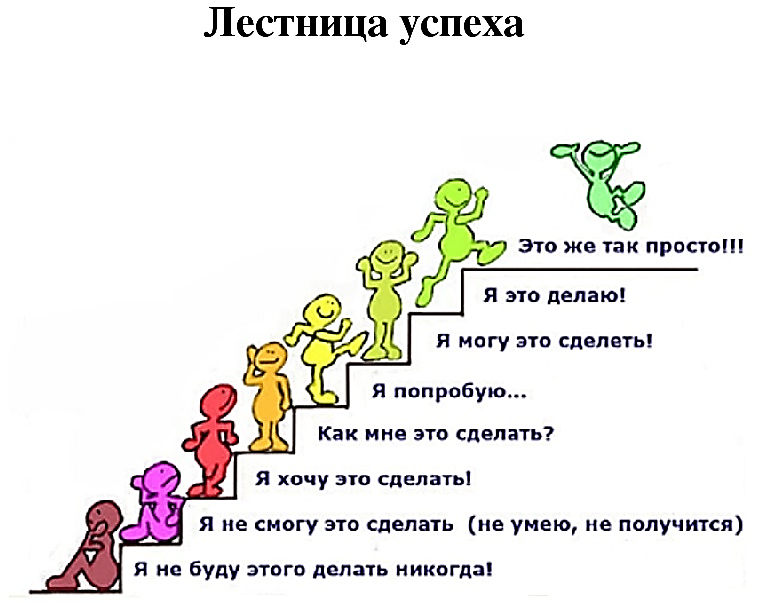 Лестница успеха
Это же так просто!!!
Я это делаю!
Я могу это сделеть!
Я попробую...
Как мне это сделать?
Я хочу это сделать!
Я не смогу это сделать (не умею, не получится)
Я не буду этого делать никогда!